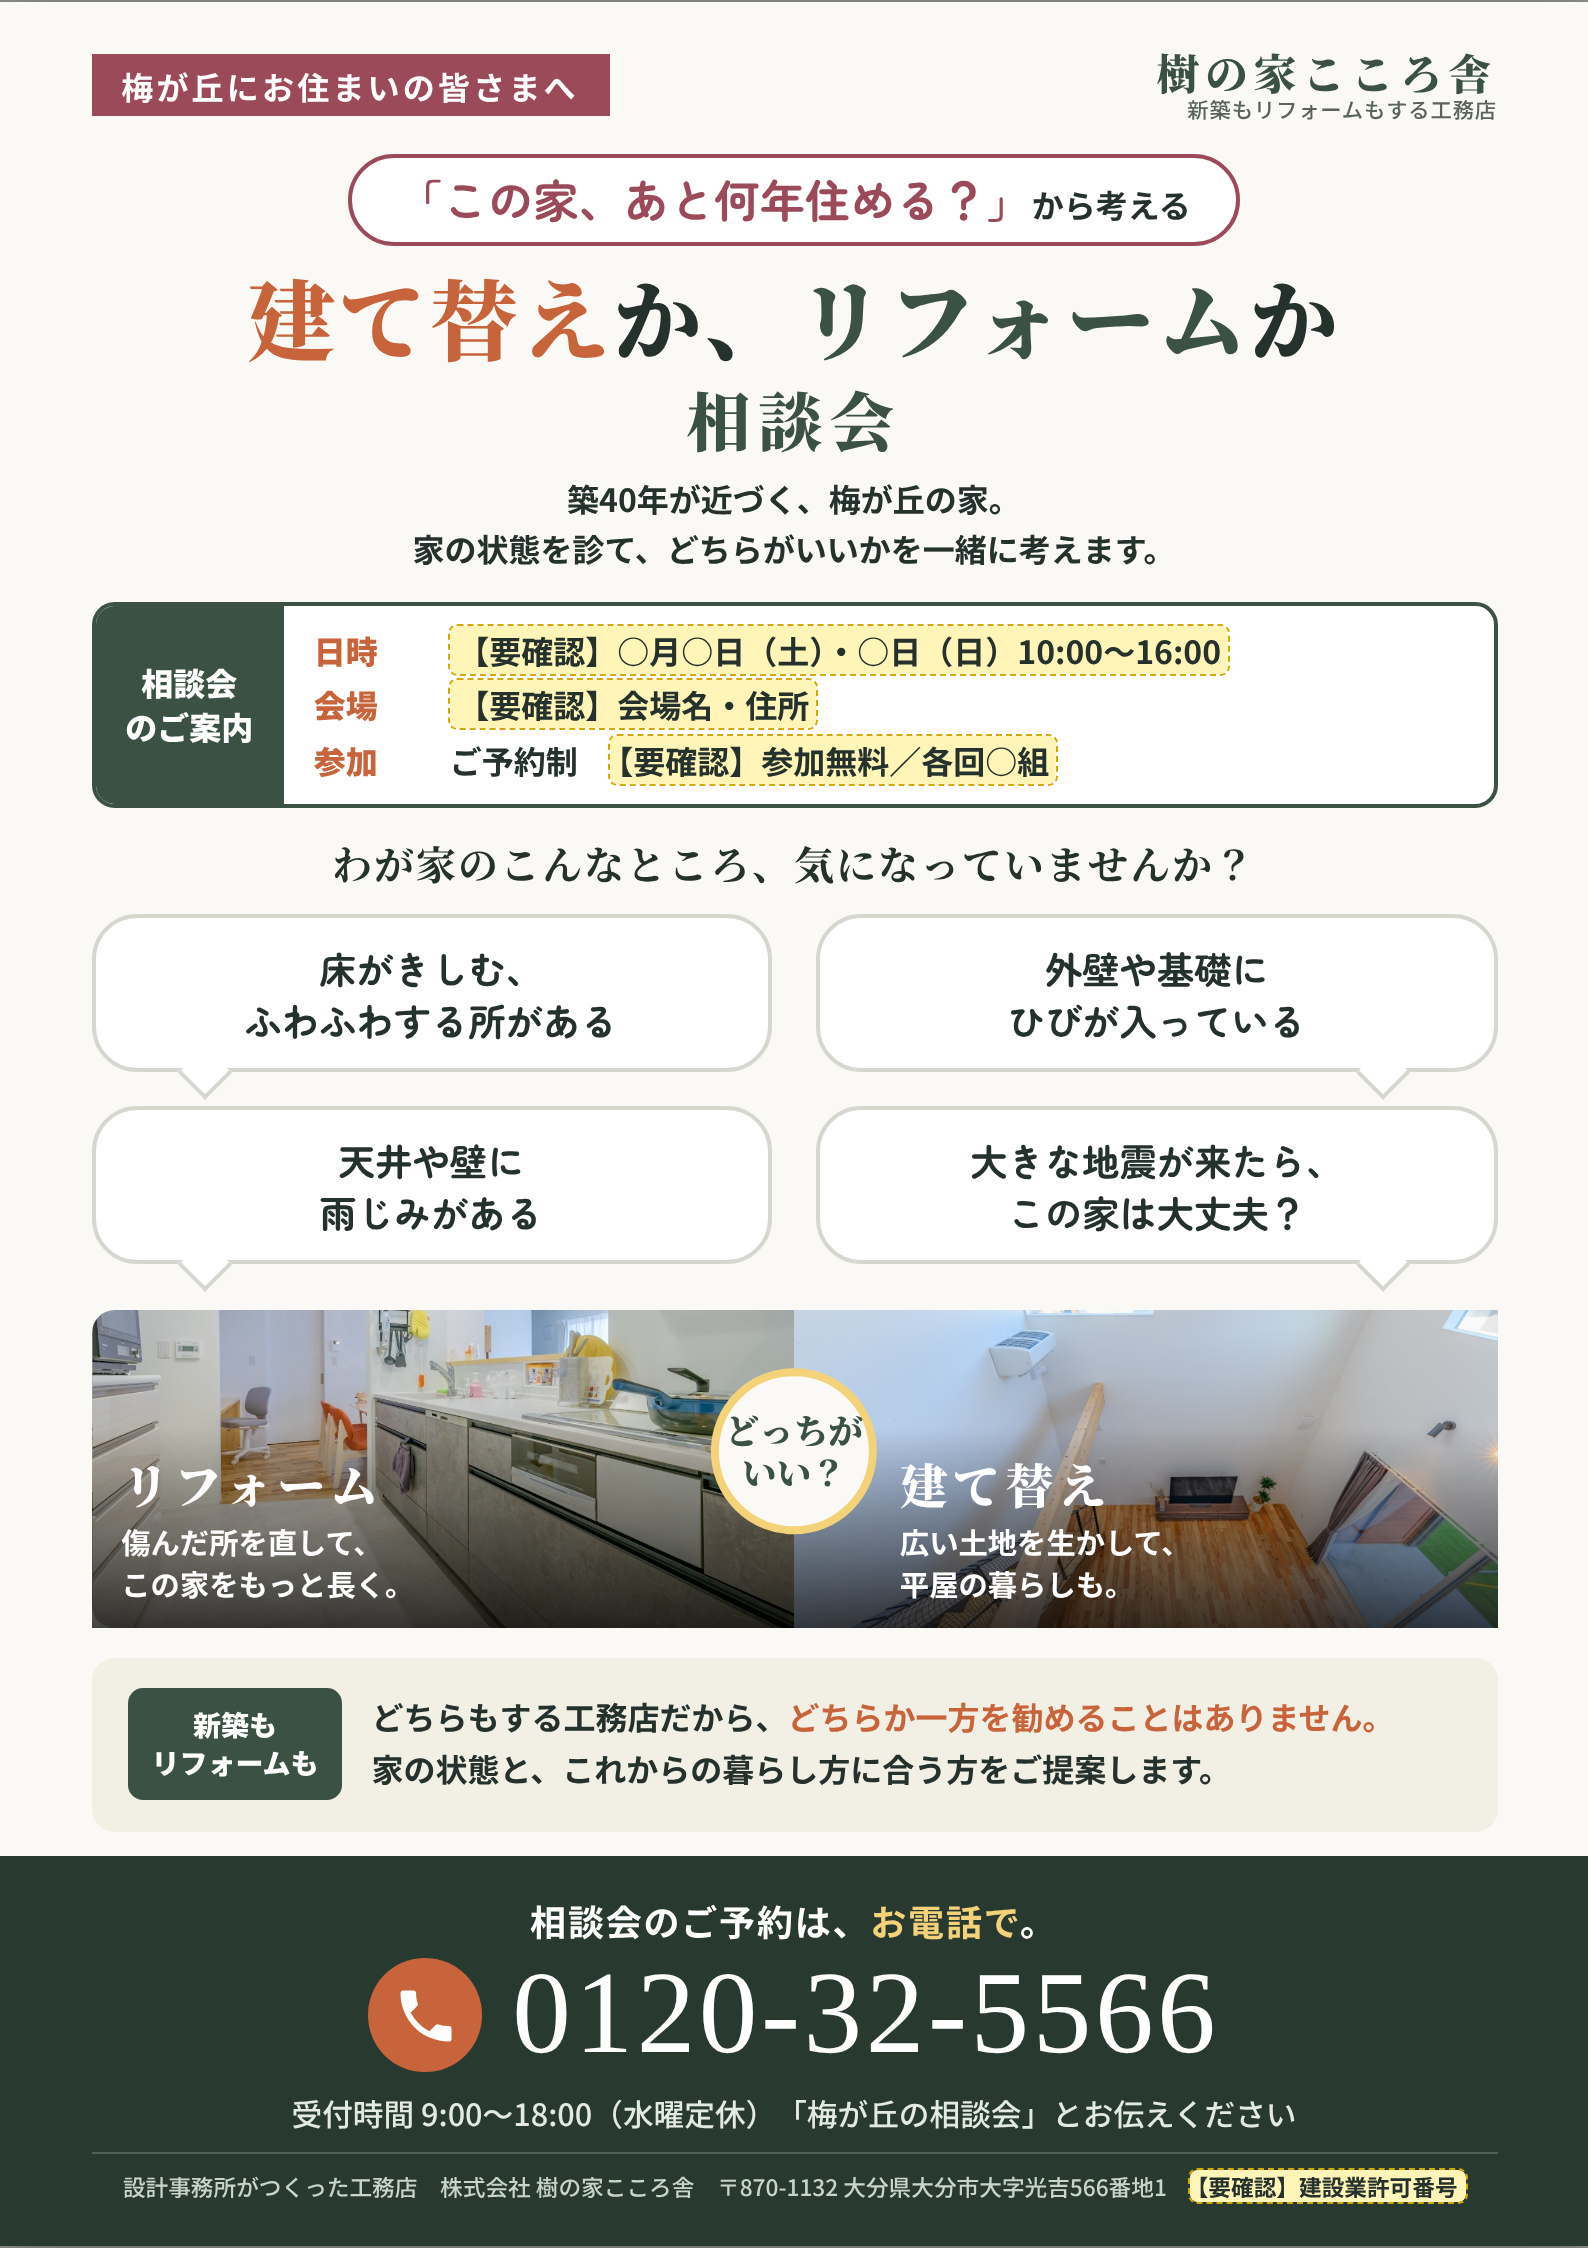 梅が丘にお住まいの皆さまへ
樹の家こころ舎
新築もリフォームもする工務店
「この家、あと何年住める？」から考える
建て替えか、リフォームか
相談会
築40年が近づく、梅が丘の家。
家の状態を診て、どちらがいいかを一緒に考えます。
相談会
のご案内
日時 【要確認】○月○日（土）・○日（日）10:00〜16:00
会場 【要確認】会場名・住所
参加 ご予約制 【要確認】参加無料／各回○組
わが家のこんなところ、気になっていませんか？
床がきしむ、
ふわふわする所がある
外壁や基礎に
ひびが入っている
天井や壁に
雨じみがある
大きな地震が来たら、
この家は大丈夫？
リフォーム
傷んだ所を直して、
この家をもっと長く。
どっちが
いい？
建て替え
広い土地を生かして、
平屋の暮らしも。
新築も
リフォームも
どちらもする工務店だから、どちらか一方を勧めることはありません。
家の状態と、これからの暮らし方に合う方をご提案します。
相談会のご予約は、お電話で。
0120-32-5566
受付時間 9:00〜18:00（水曜定休）「梅が丘の相談会」とお伝えください
設計事務所がつくった工務店　株式会社 樹の家こころ舎　〒870-1132 大分県大分市大字光吉566番地1　【要確認】建設業許可番号